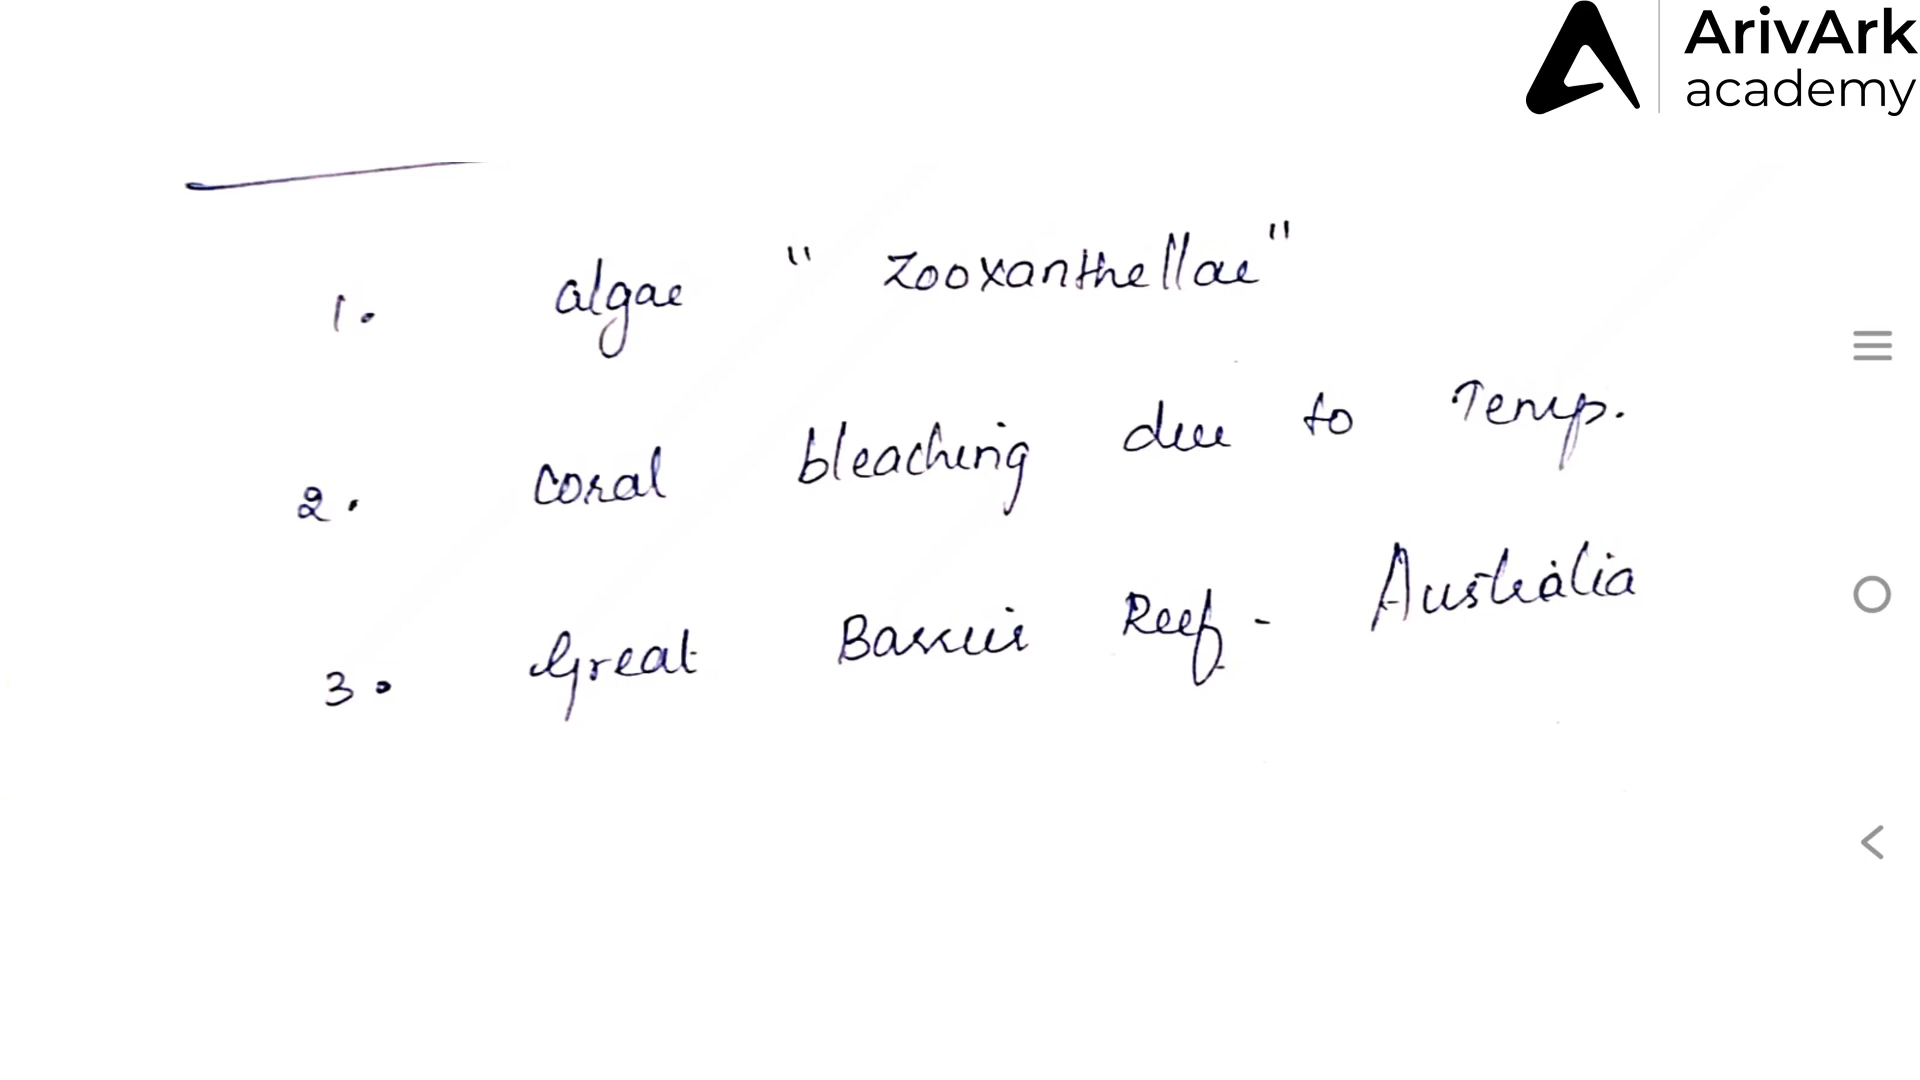 ArivArk
academy
1. algae " zooxanthellae "
2. coral bleaching due to Temp.
3. Great Barrier Reef - Australia